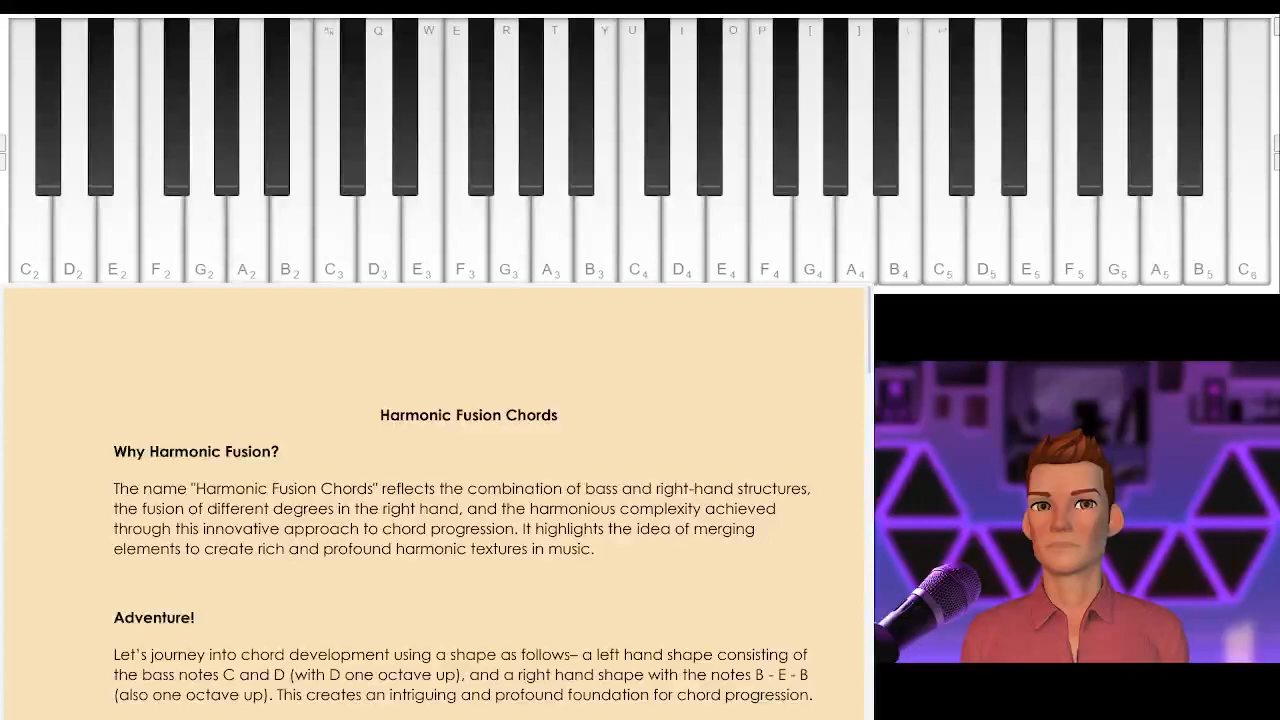 Q W E R T Y U I O P [ ]
C2 D2 E2 F2 G2 A2 B2 C3 D3 E3 F3 G3 A3 B3 C4 D4 E4 F4 G4 A4 B4 C5 D5 E5 F5 G5 A5 B5 C6
Harmonic Fusion Chords
Why Harmonic Fusion?
The name "Harmonic Fusion Chords" reflects the combination of bass and right-hand structures,
the fusion of different degrees in the right hand, and the harmonious complexity achieved
through this innovative approach to chord progression. It highlights the idea of merging
elements to create rich and profound harmonic textures in music.
Adventure!
Let's journey into chord development using a shape as follows– a left hand shape consisting of
the bass notes C and D (with D one octave up), and a right hand shape with the notes B - E - B
(also one octave up). This creates an intriguing and profound foundation for chord progression.